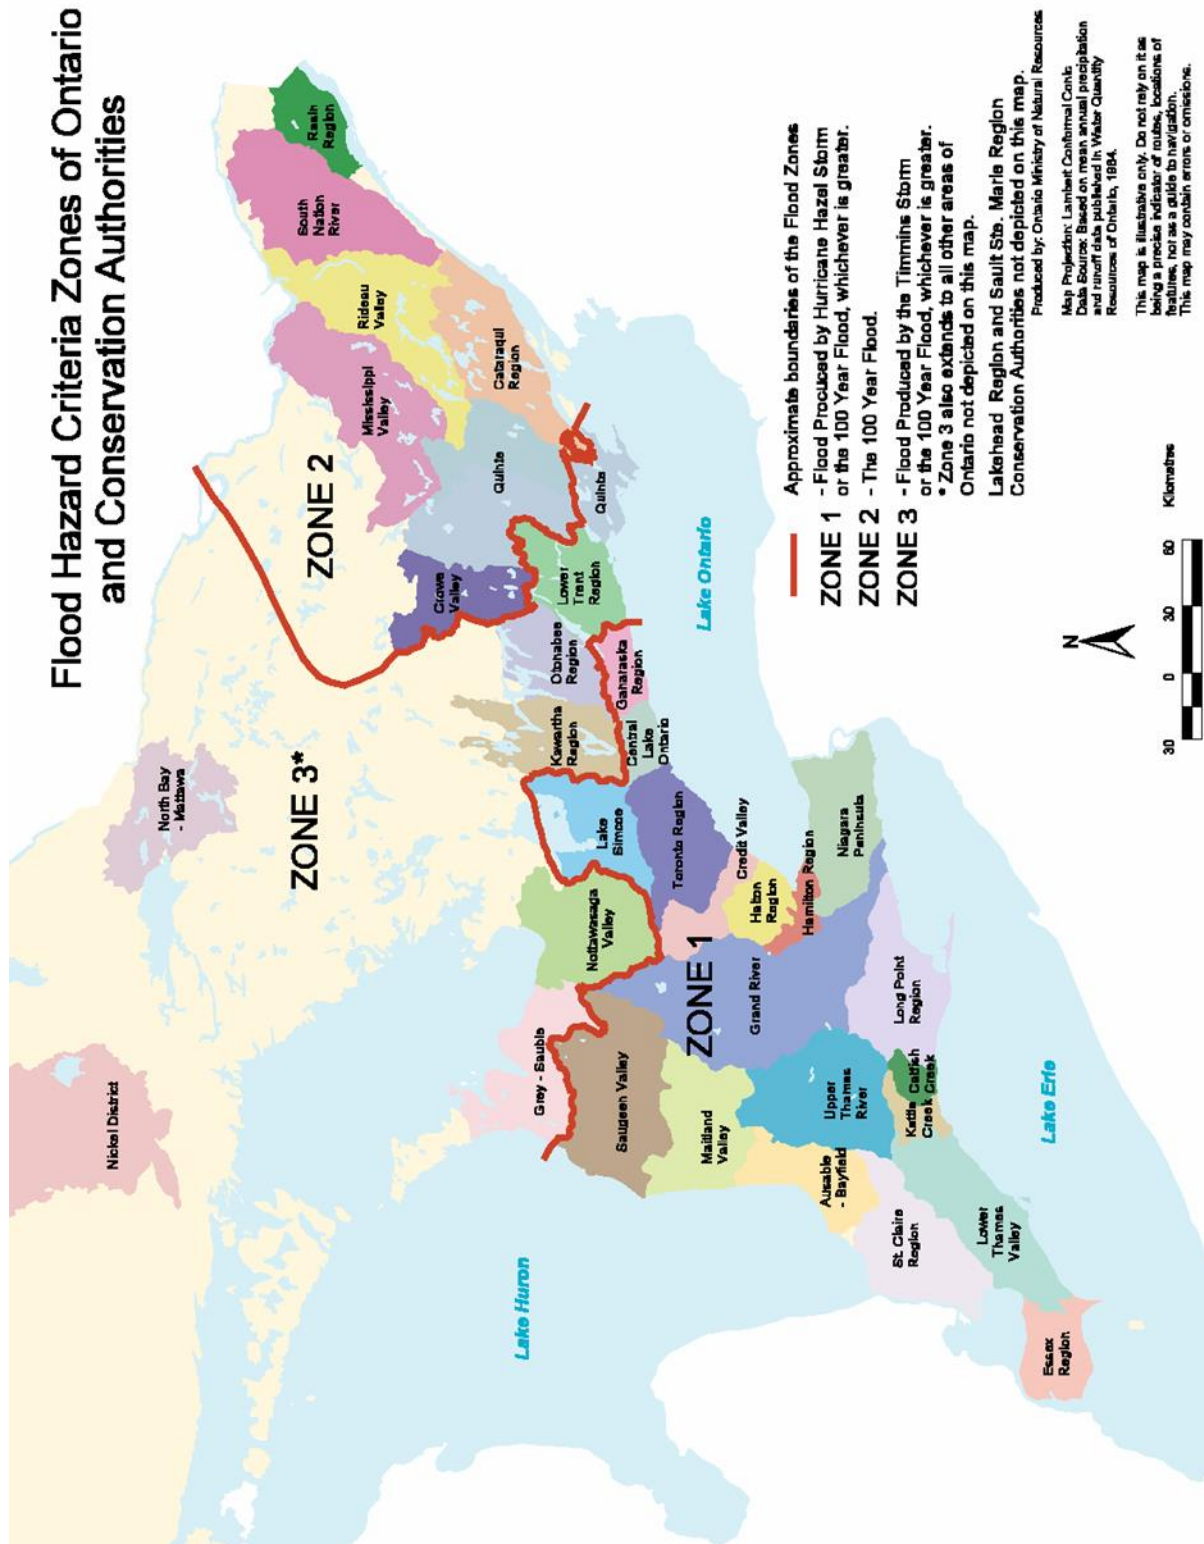 Flood Hazard Criteria Zones of Ontario
and Conservation Authorities
Raisin
Region
South
Nation
River
Rideau
Valley
Mississippi
Valley
Cataraqui
Region
ZONE 2
Quinte
Quinte
Crowe
Valley
Lower
Trent
Region
Otonabee
Region
Ganaraska
Region
Kawartha
Region
Central
Lake
Ontario
North Bay
- Mattawa
ZONE 3*
Lake
Simcoe
Toronto Region
Credit Valley
Halton
Region
Hamilton Region
Niagara
Peninsula
Nottawasaga
Valley
ZONE 1
Grand River
Long Point
Region
Grey - Sauble
Saugeen Valley
Maitland
Valley
Upper
Thames
River
Catfish
Creek
Kettle
Creek
Nickel District
Ausable
- Bayfield
St. Claire
Region
Lower
Thames
Valley
Essex
Region
Lake Ontario
Lake Erie
Lake Huron
Approximate boundaries of the Flood Zones
ZONE 1 - Flood Produced by Hurricane Hazel Storm
or the 100 Year Flood, whichever is greater.
ZONE 2 - The 100 Year Flood.
ZONE 3 - Flood Produced by the Timmins Storm
or the 100 Year Flood, whichever is greater.
* Zone 3 also extends to all other areas of
Ontario not depicted on this map.
Lakehead Region and Sault Ste. Marie Region
Conservation Authorities not depicted on this map.
Produced by: Ontario Ministry of Natural Resources
Map Projection: Lambert Conformal Conic
Data Source: Based on mean annual precipitation
and runoff data published in Water Quantity
Resources of Ontario, 1984.
This map is illustrative only. Do not rely on it as
being a precise indicator of routes, locations of
features, nor as a guide to navigation.
This map may contain errors or omissions.
N
30 0 30 60 Kilometres